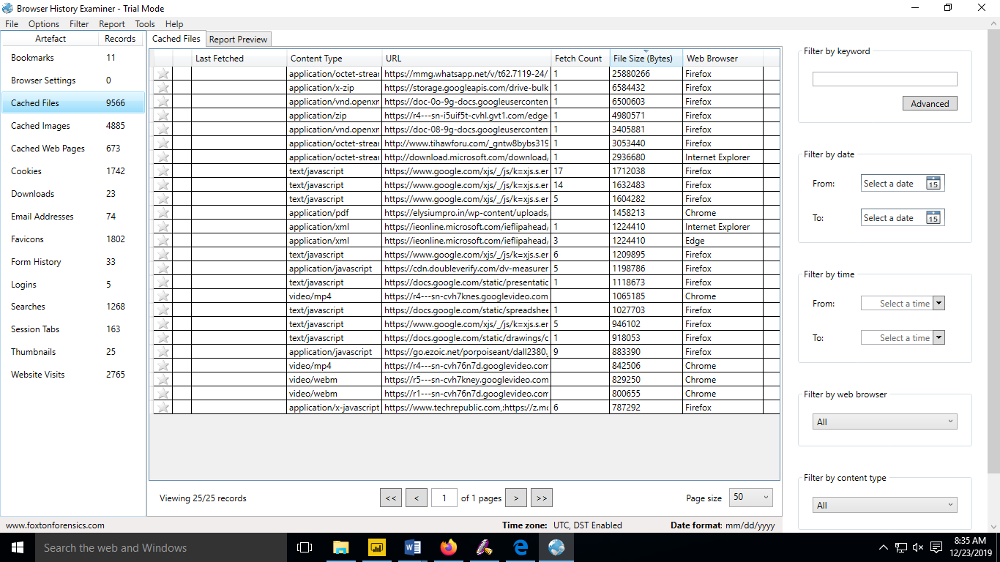 Browser History Examiner - Trial Mode
File Options Filter Report Tools Help
Artefact Records
Bookmarks 11
Browser Settings 0
Cached Files 9566
Cached Images 4885
Cached Web Pages 673
Cookies 1742
Downloads 23
Email Addresses 74
Favicons 1802
Form History 33
Logins 5
Searches 1268
Session Tabs 163
Thumbnails 25
Website Visits 2765
Cached Files Report Preview
Last Fetched Content Type URL Fetch Count File Size (Bytes) Web Browser
application/octet-strear https://mmg.whatsapp.net/v/t62.7119-24/ 1 25880266 Firefox
application/x-zip https://storage.googleapis.com/drive-bulk 1 6584432 Firefox
application/vnd.openxn https://doc-0o-9g-docs.googleusercontent 1 6500603 Firefox
application/zip https://r4---sn-i5uif5t-cvhl.gvt1.com/edge 1 4980571 Firefox
application/vnd.openxn https://doc-08-9g-docs.googleusercontent 1 3405881 Firefox
application/octet-strear http://www.tihawforu.com/_gntw8bybs319 1 3053440 Firefox
application/octet-strear http://download.microsoft.com/download, 1 2936680 Internet Explorer
text/javascript https://www.google.com/xjs/_/js/k=xjs.s.er 17 1712038 Firefox
text/javascript https://www.google.com/xjs/_/js/k=xjs.s.er 14 1632483 Firefox
text/javascript https://www.google.com/xjs/_/js/k=xjs.s.er 5 1604282 Firefox
application/pdf https://elysiumpro.in/wp-content/uploads, 1458213 Chrome
application/xml https://ieonline.microsoft.com/ieflipahead, 1 1224410 Internet Explorer
application/xml https://ieonline.microsoft.com/ieflipahead, 3 1224410 Edge
text/javascript https://www.google.com/xjs/_/js/k=xjs.s.er 6 1209895 Firefox
application/javascript https://cdn.doubleverify.com/dv-measurer 5 1198786 Firefox
text/javascript https://docs.google.com/static/presentatic 1 1118673 Firefox
video/mp4 https://r4---sn-cvh7knes.googlevideo.com 1065185 Chrome
text/javascript https://docs.google.com/static/spreadshee 1 1027703 Firefox
text/javascript https://www.google.com/xjs/_/js/k=xjs.s.er 5 946102 Firefox
text/javascript https://docs.google.com/static/drawings/c 1 918053 Firefox
application/javascript https://go.ezoic.net/porpoiseant/dall2380. 9 883390 Firefox
video/mp4 https://r4---sn-cvh76n7d.googlevideo.com 842506 Chrome
video/webm https://r5---sn-cvh7kney.googlevideo.com 829250 Chrome
video/webm https://r1---sn-cvh76n7d.googlevideo.com 800655 Chrome
application/x-javascript https://www.techrepublic.com,:https://z.mc 6 787292 Firefox
Viewing 25/25 records << < 1 of 1 pages > >> Page size 50
Filter by keyword
Advanced
Filter by date
From: Select a date 15
To: Select a date 15
Filter by time
From: Select a time
To: Select a time
Filter by web browser
All
Filter by content type
All
www.foxtonforensics.com Time zone: UTC, DST Enabled Date format: mm/dd/yyyy
Search the web and Windows
8:35 AM
12/23/2019